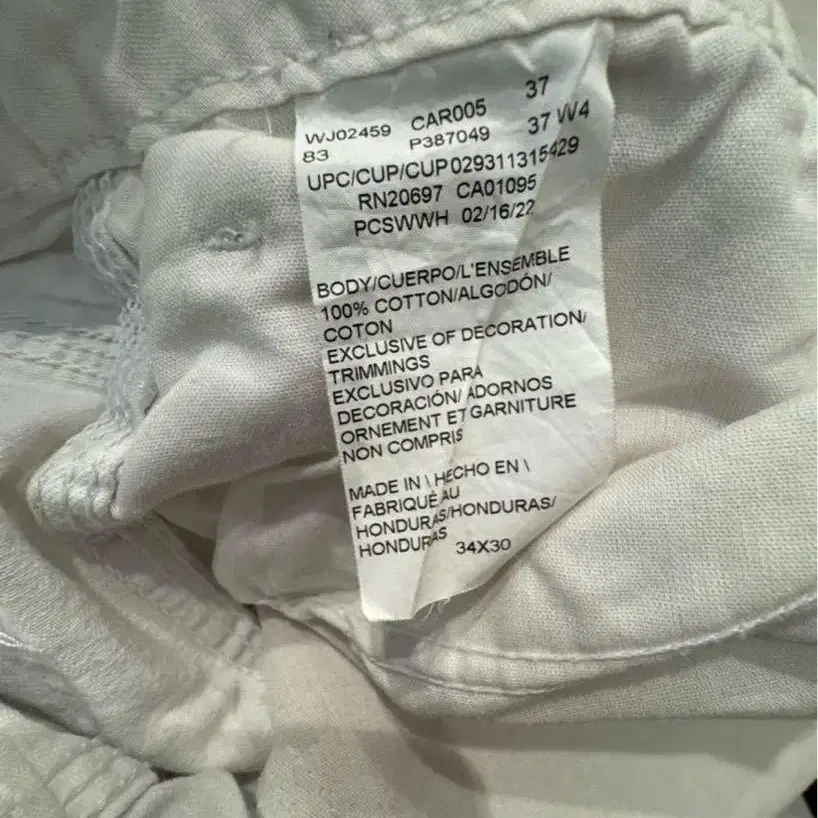 WJ02459 CAR005 37
83 P387049 37 W4
UPC/CUP/CUP029311315429
RN20697 CA01095
PCSWWH 02/16/22
BODY/CUERPO/L'ENSEMBLE
100% COTTON/ALGODÓN/
COTON
EXCLUSIVE OF DECORATION/
TRIMMINGS
EXCLUSIVO PARA
DECORACIÓN/ ADORNOS
ORNEMENT ET GARNITURE
NON COMPRIS
MADE IN \ HECHO EN \
FABRIQUÉ AU
HONDURAS/HONDURAS/
HONDURAS
34X30